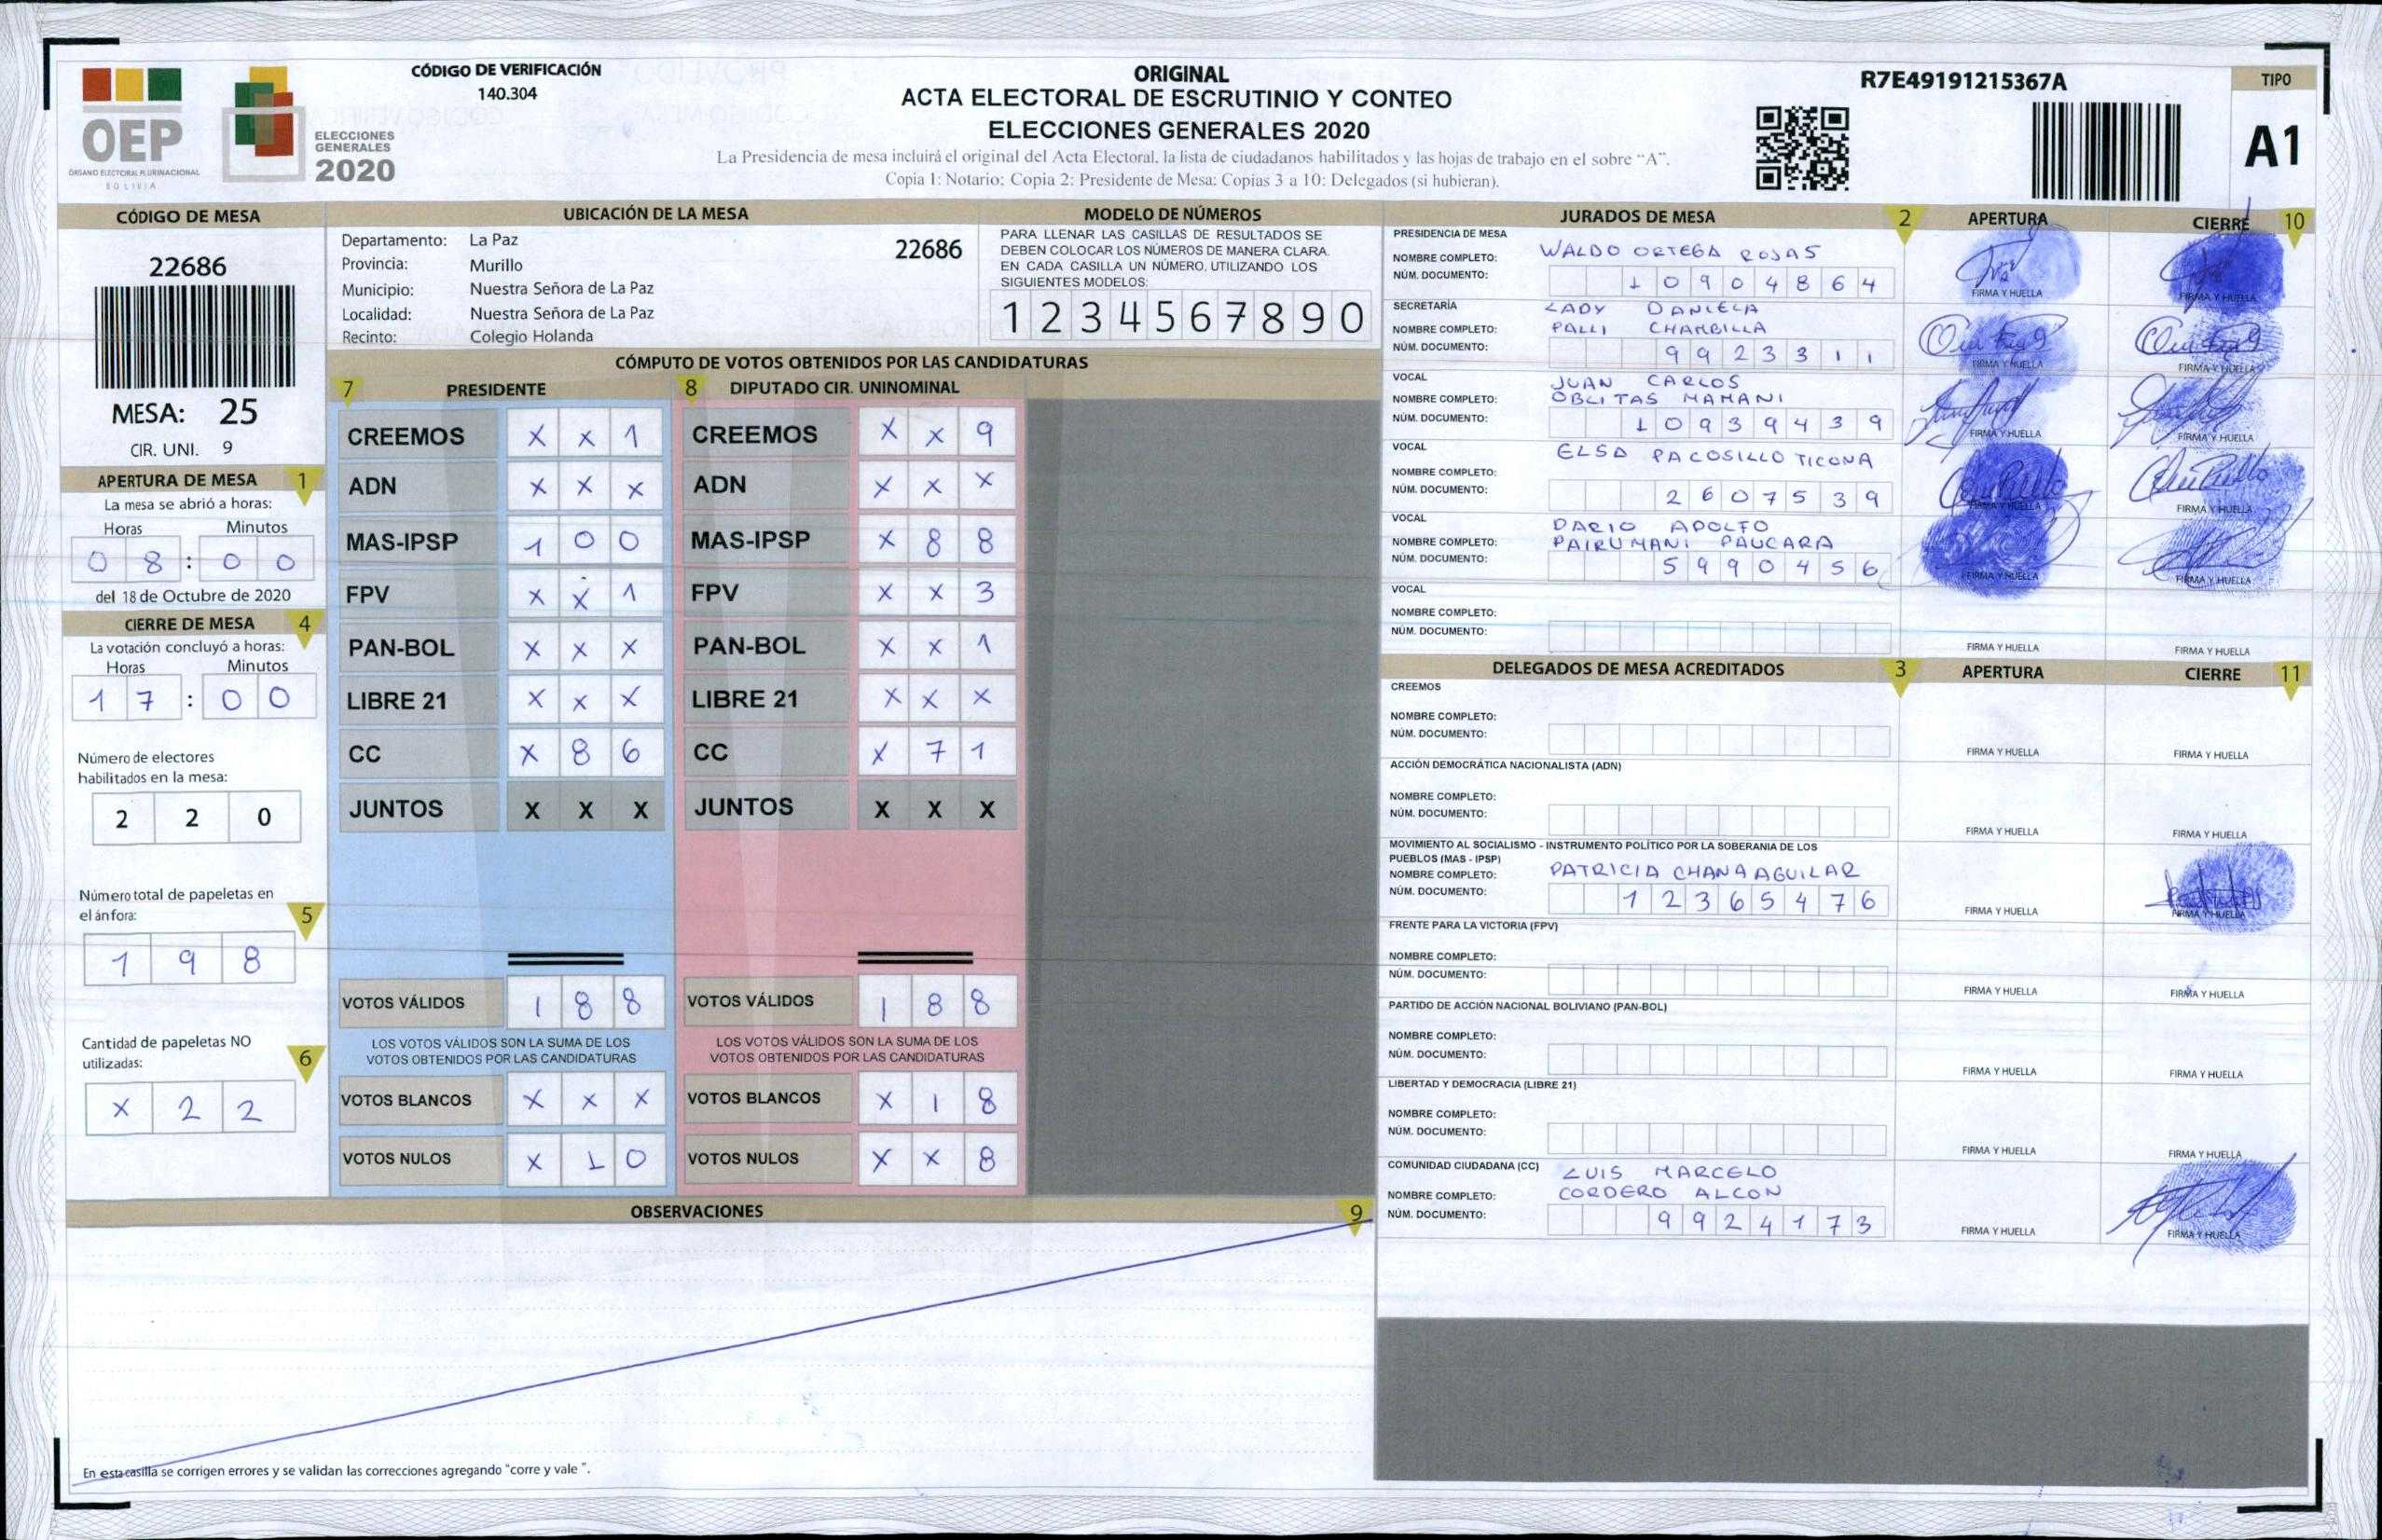 OEP
ÓRGANO ELECTORAL PLURINACIONAL
BOLIVIA
ELECCIONES
GENERALES
2020
CÓDIGO DE VERIFICACIÓN
140.304
ORIGINAL
ACTA ELECTORAL DE ESCRUTINIO Y CONTEO
ELECCIONES GENERALES 2020
La Presidencia de mesa incluirá el original del Acta Electoral, la lista de ciudadanos habilitados y las hojas de trabajo en el sobre “A”.
Copia 1: Notario; Copia 2: Presidente de Mesa; Copias 3 a 10: Delegados (si hubieran).
R7E49191215367A
TIPO
A1
CÓDIGO DE MESA
22686
MESA: 25
CIR. UNI. 9
APERTURA DE MESA 1
La mesa se abrió a horas:
Horas Minutos
0 8 : 0 0
del 18 de Octubre de 2020
CIERRE DE MESA 4
La votación concluyó a horas:
Horas Minutos
1 7 : 0 0
Número de electores
habilitados en la mesa:
2 2 0
Número total de papeletas en
el ánfora: 5
1 9 8
Cantidad de papeletas NO
utilizadas: 6
X 2 2
UBICACIÓN DE LA MESA
Departamento: La Paz 22686
Provincia: Murillo
Municipio: Nuestra Señora de La Paz
Localidad: Nuestra Señora de La Paz
Recinto: Colegio Holanda
MODELO DE NÚMEROS
PARA LLENAR LAS CASILLAS DE RESULTADOS SE
DEBEN COLOCAR LOS NÚMEROS DE MANERA CLARA.
EN CADA CASILLA UN NÚMERO, UTILIZANDO LOS
SIGUIENTES MODELOS:
1 2 3 4 5 6 7 8 9 0
CÓMPUTO DE VOTOS OBTENIDOS POR LAS CANDIDATURAS
7 PRESIDENTE 8 DIPUTADO CIR. UNINOMINAL
CREEMOS X X 1 CREEMOS X X 9
ADN X X X ADN X X X
MAS-IPSP 1 0 0 MAS-IPSP X 8 8
FPV X X 1 FPV X X 3
PAN-BOL X X X PAN-BOL X X 1
LIBRE 21 X X X LIBRE 21 X X X
CC X 8 6 CC X 7 1
JUNTOS X X X JUNTOS X X X
VOTOS VÁLIDOS 1 8 8 VOTOS VÁLIDOS 1 8 8
LOS VOTOS VÁLIDOS SON LA SUMA DE LOS LOS VOTOS VÁLIDOS SON LA SUMA DE LOS
VOTOS OBTENIDOS POR LAS CANDIDATURAS VOTOS OBTENIDOS POR LAS CANDIDATURAS
VOTOS BLANCOS X X X VOTOS BLANCOS X 1 8
VOTOS NULOS X 1 0 VOTOS NULOS X X 8
OBSERVACIONES 9
En esta casilla se corrigen errores y se validan las correcciones agregando "corre y vale ".
JURADOS DE MESA 2 APERTURA CIERRE 10
PRESIDENCIA DE MESA
NOMBRE COMPLETO: WALDO ORTEGA ROJAS
NÚM. DOCUMENTO: 1 0 9 0 4 8 6 4
FIRMA Y HUELLA FIRMA Y HUELLA
SECRETARÍA
LADY DANIELA
NOMBRE COMPLETO: PALLI CHAMBILLA
NÚM. DOCUMENTO: 9 9 2 3 3 1 1
FIRMA Y HUELLA FIRMA Y HUELLA
VOCAL
JUAN CARLOS
NOMBRE COMPLETO: OBLITAS MAMANI
NÚM. DOCUMENTO: 1 0 9 3 9 4 3 9
FIRMA Y HUELLA FIRMA Y HUELLA
VOCAL
ELSA PACOSILLO TICONA
NOMBRE COMPLETO:
NÚM. DOCUMENTO: 2 6 0 7 5 3 9
FIRMA Y HUELLA FIRMA Y HUELLA
VOCAL
DARIO ADOLFO
NOMBRE COMPLETO: PAIRUMANI PAUCARA
NÚM. DOCUMENTO: 5 9 9 0 4 5 6
FIRMA Y HUELLA FIRMA Y HUELLA
VOCAL
NOMBRE COMPLETO:
NÚM. DOCUMENTO:
FIRMA Y HUELLA FIRMA Y HUELLA
DELEGADOS DE MESA ACREDITADOS 3 APERTURA CIERRE 11
CREEMOS
NOMBRE COMPLETO:
NÚM. DOCUMENTO:
FIRMA Y HUELLA FIRMA Y HUELLA
ACCIÓN DEMOCRÁTICA NACIONALISTA (ADN)
NOMBRE COMPLETO:
NÚM. DOCUMENTO:
FIRMA Y HUELLA FIRMA Y HUELLA
MOVIMIENTO AL SOCIALISMO - INSTRUMENTO POLÍTICO POR LA SOBERANIA DE LOS
PUEBLOS (MAS - IPSP)
NOMBRE COMPLETO: PATRICIA CHANA AGUILAR
NÚM. DOCUMENTO: 1 2 3 6 5 4 7 6
FIRMA Y HUELLA FIRMA Y HUELLA
FRENTE PARA LA VICTORIA (FPV)
NOMBRE COMPLETO:
NÚM. DOCUMENTO:
FIRMA Y HUELLA FIRMA Y HUELLA
PARTIDO DE ACCIÓN NACIONAL BOLIVIANO (PAN-BOL)
NOMBRE COMPLETO:
NÚM. DOCUMENTO:
FIRMA Y HUELLA FIRMA Y HUELLA
LIBERTAD Y DEMOCRACIA (LIBRE 21)
NOMBRE COMPLETO:
NÚM. DOCUMENTO:
FIRMA Y HUELLA FIRMA Y HUELLA
COMUNIDAD CIUDADANA (CC) LUIS MARCELO
NOMBRE COMPLETO: CORDERO ALCON
NÚM. DOCUMENTO: 9 9 2 4 1 7 3
FIRMA Y HUELLA FIRMA Y HUELLA